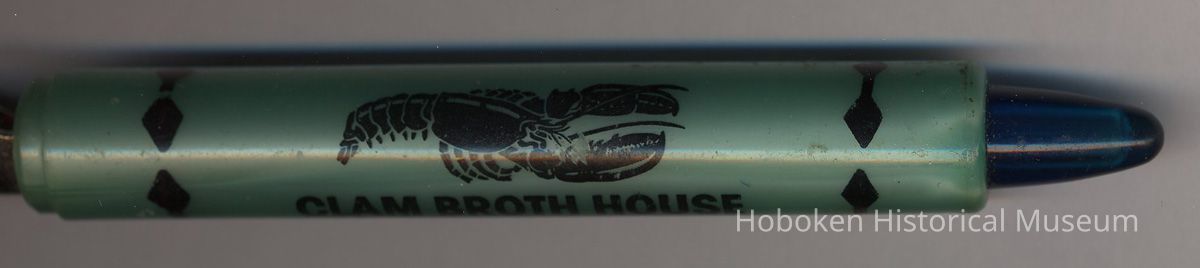 CLAM BROTH HOUSE
Hoboken Historical Museum